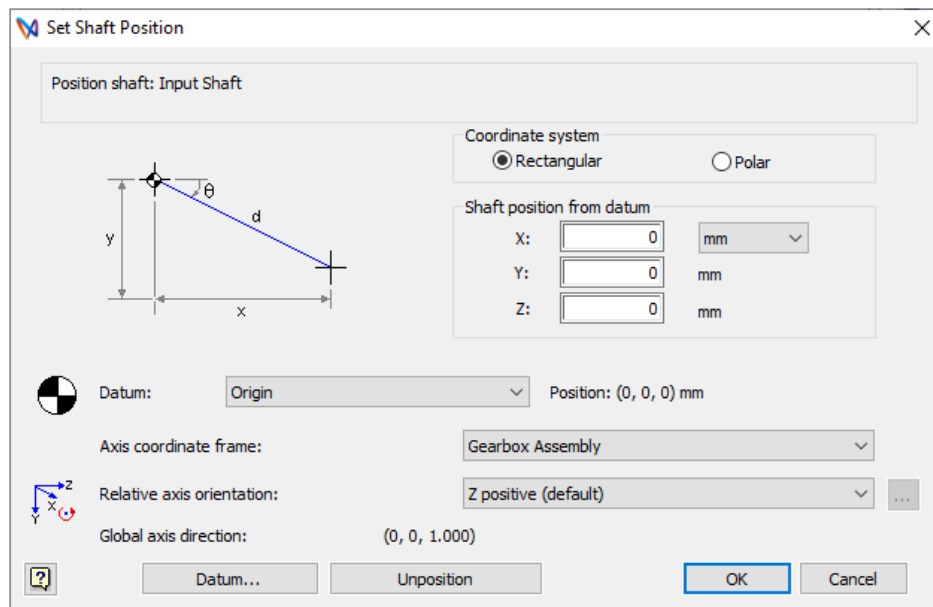 Set Shaft Position
Position shaft: Input Shaft
Coordinate system
Rectangular
Polar
θ
d
y
x
Shaft position from datum
X: 0 mm
Y: 0 mm
Z: 0 mm
Datum: Origin Position: (0, 0, 0) mm
Axis coordinate frame: Gearbox Assembly
Z
X
Y
Relative axis orientation: Z positive (default) ...
Global axis direction: (0, 0, 1.000)
? Datum... Unposition OK Cancel